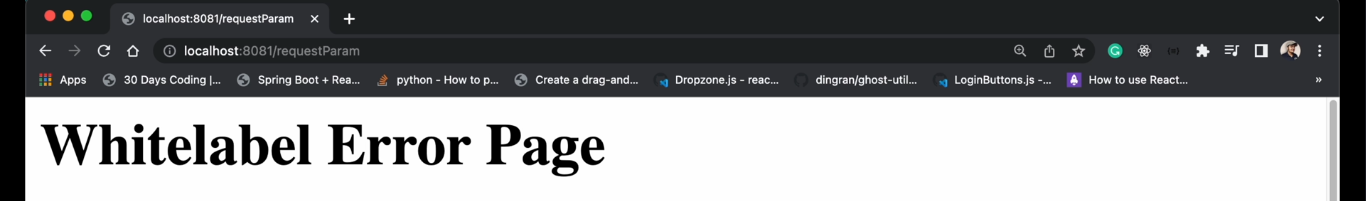 localhost:8081/requestParam
localhost:8081/requestParam
Apps 30 Days Coding |... Spring Boot + Rea... python - How to p... Create a drag-and... Dropzone.js - reac... dingran/ghost-util... LoginButtons.js -... How to use React... »
Whitelabel Error Page